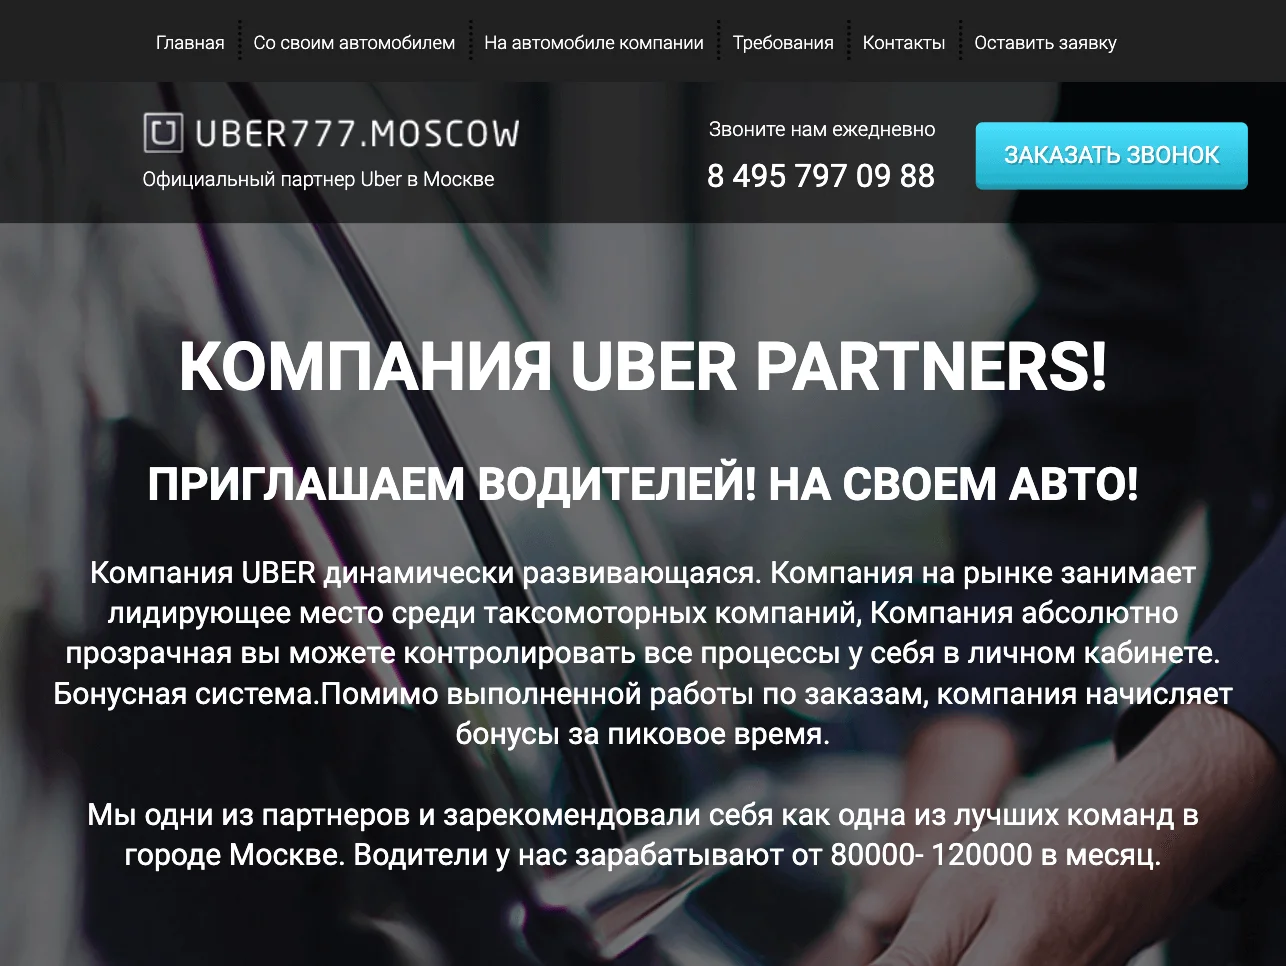 Главная Со своим автомобилем На автомобиле компании Требования Контакты Оставить заявку
UBER777.MOSCOW
Официальный партнер Uber в Москве
Звоните нам ежедневно
8 495 797 09 88
ЗАКАЗАТЬ ЗВОНОК
КОМПАНИЯ UBER PARTNERS!
ПРИГЛАШАЕМ ВОДИТЕЛЕЙ! НА СВОЕМ АВТО!
Компания UBER динамически развивающаяся. Компания на рынке занимает
лидирующее место среди таксомоторных компаний, Компания абсолютно
прозрачная вы можете контролировать все процессы у себя в личном кабинете.
Бонусная система.Помимо выполненной работы по заказам, компания начисляет
бонусы за пиковое время.
Мы одни из партнеров и зарекомендовали себя как одна из лучших команд в
городе Москве. Водители у нас зарабатывают от 80000- 120000 в месяц.